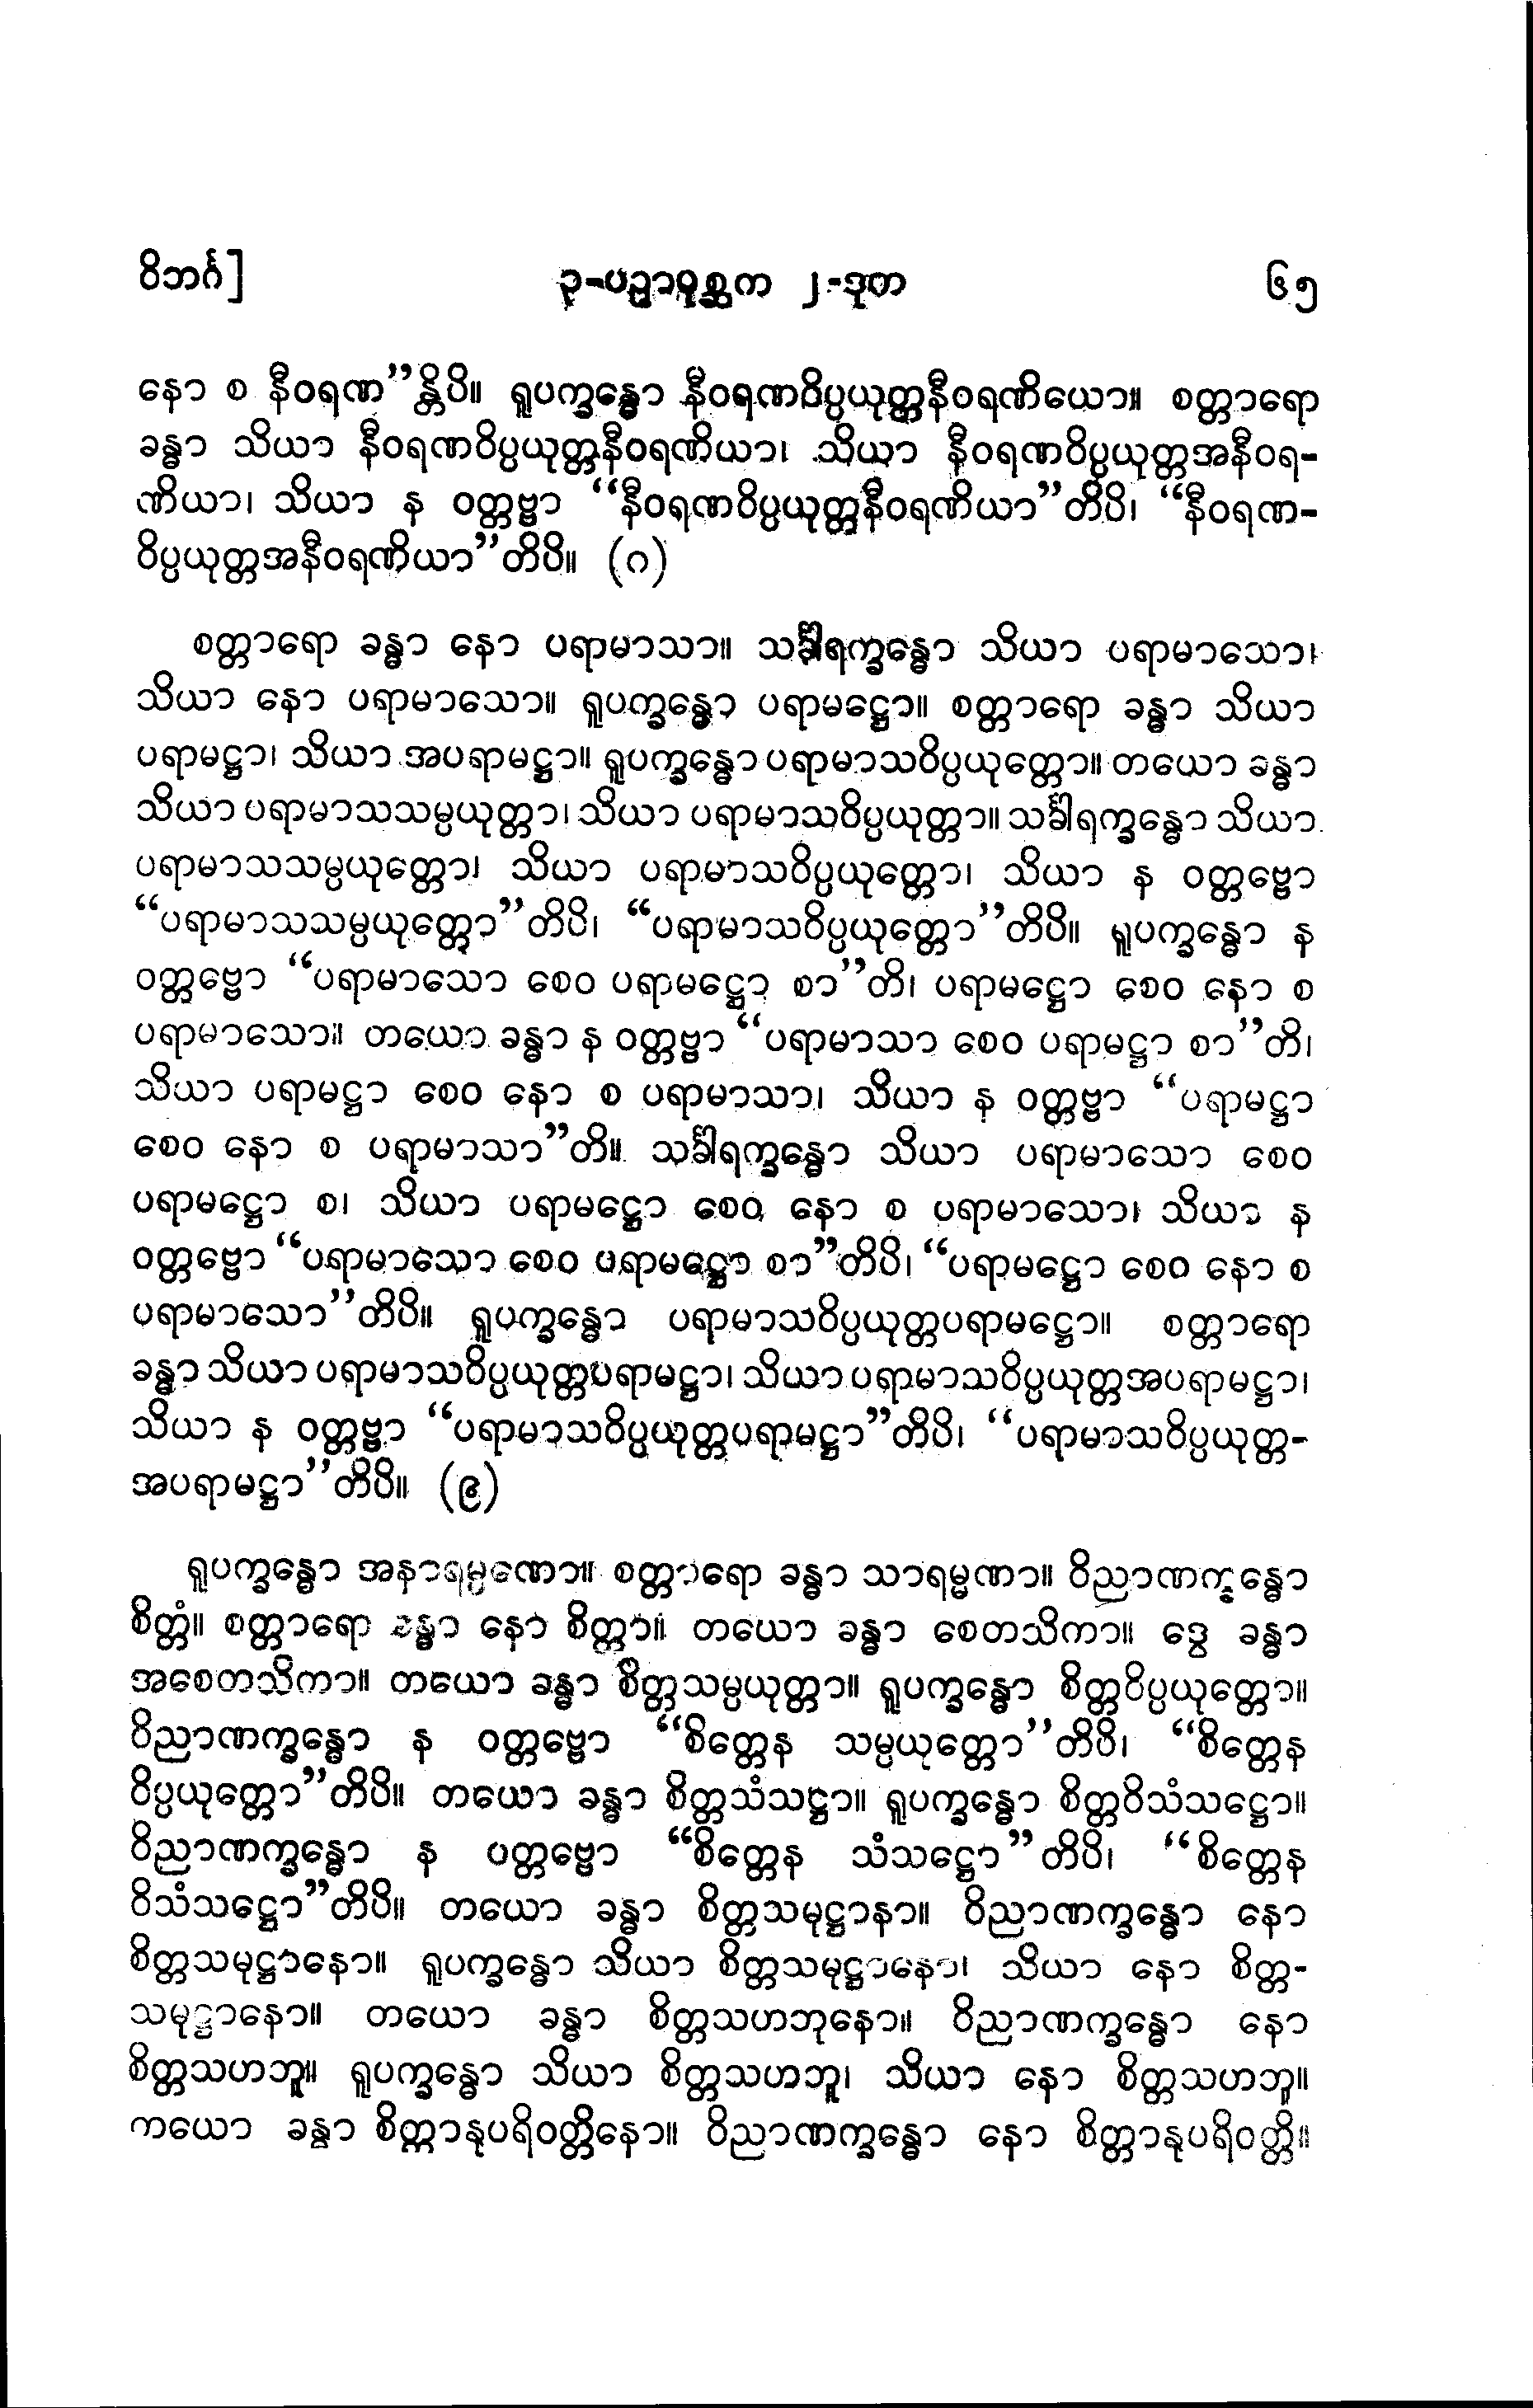 ဝိဘင်္ဂ]
၃-ပဉှာပုစ္ဆက ၂-ဒုက
၆၅
နော စ နီဝရဏ”န္တိပိ။ ရူပက္ခန္ဓော နီဝရဏဝိပ္ပယုတ္တနီဝရဏိယော။ စတ္တာရော
ခန္ဓာ သိယာ နီဝရဏဝိပ္ပယုတ္တနီဝရဏိယာ၊ သိယာ နီဝရဏဝိပ္ပယုတ္တအနီဝရ-
ဏိယာ၊ သိယာ န ဝတ္တဗ္ဗာ “နီဝရဏဝိပ္ပယုတ္တနီဝရဏိယာ”တိပိ၊ “နီဝရဏ-
ဝိပ္ပယုတ္တအနီဝရဏိယာ”တိပိ။ (ဂ)
စတ္တာရော ခန္ဓာ နော ပရာမာသာ။ သင်္ခါရက္ခန္ဓော သိယာ ပရာမာသော၊
သိယာ နော ပရာမာသော။ ရူပက္ခန္ဓော ပရာမဋ္ဌော။ စတ္တာရော ခန္ဓာ သိယာ
ပရာမဋ္ဌာ၊ သိယာ အပရာမဋ္ဌာ။ ရူပက္ခန္ဓော ပရာမာသဝိပ္ပယုတ္တော။ တယော ခန္ဓာ
သိယာ ပရာမာသသမ္ပယုတ္တာ၊ သိယာ ပရာမာသဝိပ္ပယုတ္တာ။ သင်္ခါရက္ခန္ဓော သိယာ
ပရာမာသသမ္ပယုတ္တော၊ သိယာ ပရာမာသဝိပ္ပယုတ္တော၊ သိယာ န ဝတ္တဗ္ဗော
“ပရာမာသသမ္ပယုတ္တော”တိပိ၊ “ပရာမာသဝိပ္ပယုတ္တော”တိပိ။ ရူပက္ခန္ဓော န
ဝတ္တဗ္ဗော “ပရာမာသော စေဝ ပရာမဋ္ဌော စာ”တိ၊ ပရာမဋ္ဌော စေဝ နော စ
ပရာမာသော။ တယော ခန္ဓာ န ဝတ္တဗ္ဗာ “ပရာမာသာ စေဝ ပရာမဋ္ဌာ စာ”တိ၊
သိယာ ပရာမဋ္ဌာ စေဝ နော စ ပရာမာသာ၊ သိယာ န ဝတ္တဗ္ဗာ “ပရာမဋ္ဌာ
စေဝ နော စ ပရာမာသာ”တိ။ သင်္ခါရက္ခန္ဓော သိယာ ပရာမာသော စေဝ
ပရာမဋ္ဌော စ၊ သိယာ ပရာမဋ္ဌော စေဝ နော စ ပရာမာသော၊ သိယာ န
ဝတ္တဗ္ဗော “ပရာမာသော စေဝ ပရာမဋ္ဌော စာ”တိပိ၊ “ပရာမဋ္ဌော စေဝ နော စ
ပရာမာသော”တိပိ။ ရူပက္ခန္ဓော ပရာမာသဝိပ္ပယုတ္တပရာမဋ္ဌော။ စတ္တာရော
ခန္ဓာ သိယာ ပရာမာသဝိပ္ပယုတ္တပရာမဋ္ဌာ၊ သိယာ ပရာမာသဝိပ္ပယုတ္တအပရာမဋ္ဌာ၊
သိယာ န ဝတ္တဗ္ဗာ “ပရာမာသဝိပ္ပယုတ္တပရာမဋ္ဌာ”တိပိ၊ “ပရာမာသဝိပ္ပယုတ္တ-
အပရာမဋ္ဌာ”တိပိ။ (၉)
ရူပက္ခန္ဓော အနာရမ္မဏော။ စတ္တာရော ခန္ဓာ သာရမ္မဏာ။ ဝိညာဏက္ခန္ဓော
စိတ္တံ။ စတ္တာရော ခန္ဓာ နော စိတ္တာ။ တယော ခန္ဓာ စေတသိကာ။ ဒွေ ခန္ဓာ
အစေတသိကာ။ တယော ခန္ဓာ စိတ္တသမ္ပယုတ္တာ။ ရူပက္ခန္ဓော စိတ္တဝိပ္ပယုတ္တော။
ဝိညာဏက္ခန္ဓော န ဝတ္တဗ္ဗော “စိတ္တေန သမ္ပယုတ္တော”တိပိ၊ “စိတ္တေန
ဝိပ္ပယုတ္တော”တိပိ။ တယော ခန္ဓာ စိတ္တသံသဋ္ဌာ။ ရူပက္ခန္ဓော စိတ္တဝိသံသဋ္ဌော။
ဝိညာဏက္ခန္ဓော န ဝတ္တဗ္ဗော “စိတ္တေန သံသဋ္ဌော”တိပိ၊ “စိတ္တေန
ဝိသံသဋ္ဌော”တိပိ။ တယော ခန္ဓာ စိတ္တသမုဋ္ဌာနာ။ ဝိညာဏက္ခန္ဓော နော
စိတ္တသမုဋ္ဌာနော။ ရူပက္ခန္ဓော သိယာ စိတ္တသမုဋ္ဌာနော၊ သိယာ နော စိတ္တ-
သမုဋ္ဌာနော။ တယော ခန္ဓာ စိတ္တသဟဘုနော။ ဝိညာဏက္ခန္ဓော နော
စိတ္တသဟဘူ။ ရူပက္ခန္ဓော သိယာ စိတ္တသဟဘူ၊ သိယာ နော စိတ္တသဟဘူ။
တယော ခန္ဓာ စိတ္တာနုပရိဝတ္တိနော။ ဝိညာဏက္ခန္ဓော နော စိတ္တာနုပရိဝတ္တိ။